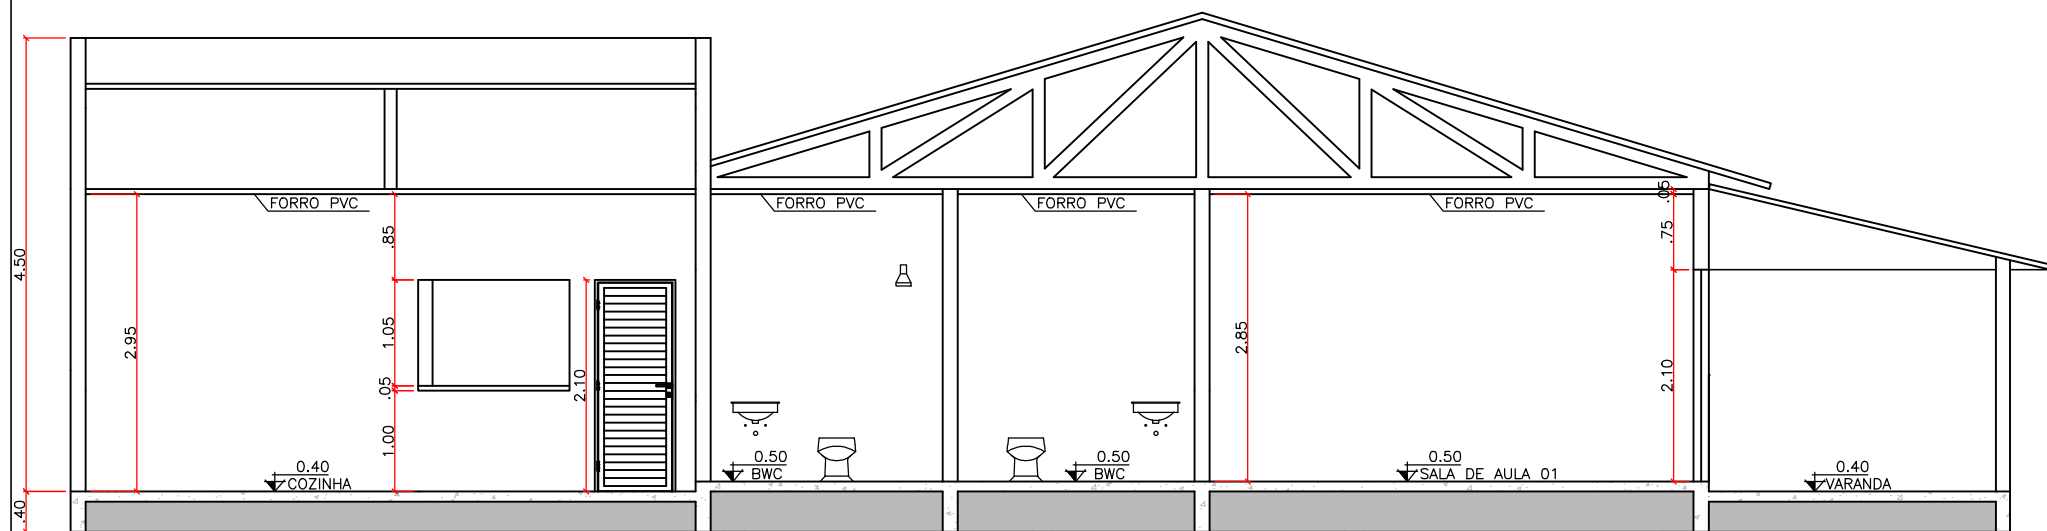 4.50
.40
2.95
FORRO PVC
.85
1.05
.05
1.00
2.10
0.40
COZINHA
FORRO PVC
0.50
BWC
FORRO PVC
0.50
BWC
2.85
FORRO PVC
0.50
SALA DE AULA 01
.05
.75
2.10
0.40
VARANDA